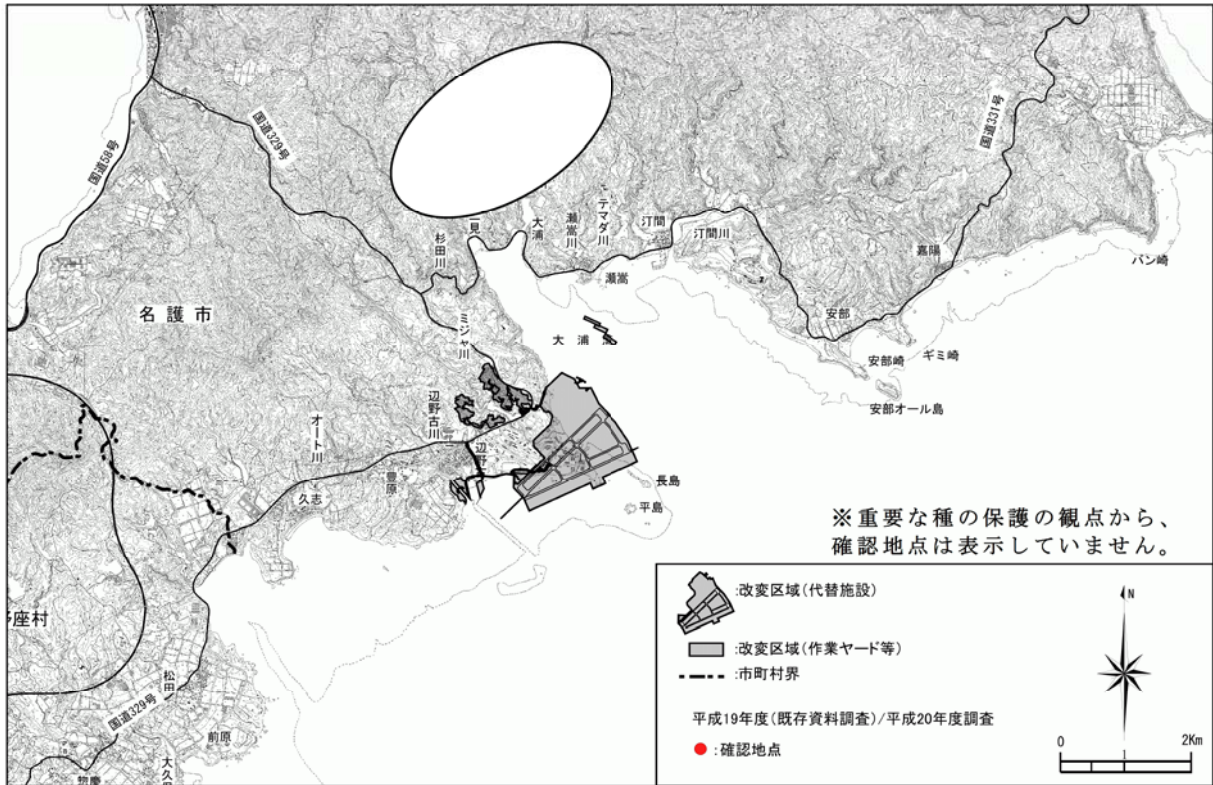 国道58号
国道329号
国道331号
名護市
杉田川
二見
大浦
瀬嵩川
テマダ川
汀間
汀間川
瀬嵩
嘉陽
バン崎
安部
安部崎
ギミ崎
安部オール島
大浦
ミジャ川
辺野古川
辺野
オート川
久志
豊原
長島
平島
座村
松田
国道329号
前原
惣慶
※重要な種の保護の観点から、
確認地点は表示していません。
:改変区域(代替施設)
:改変区域(作業ヤード等)
:市町村界
平成19年度(既存資料調査)/平成20年度調査
:確認地点
N
0 1 2Km